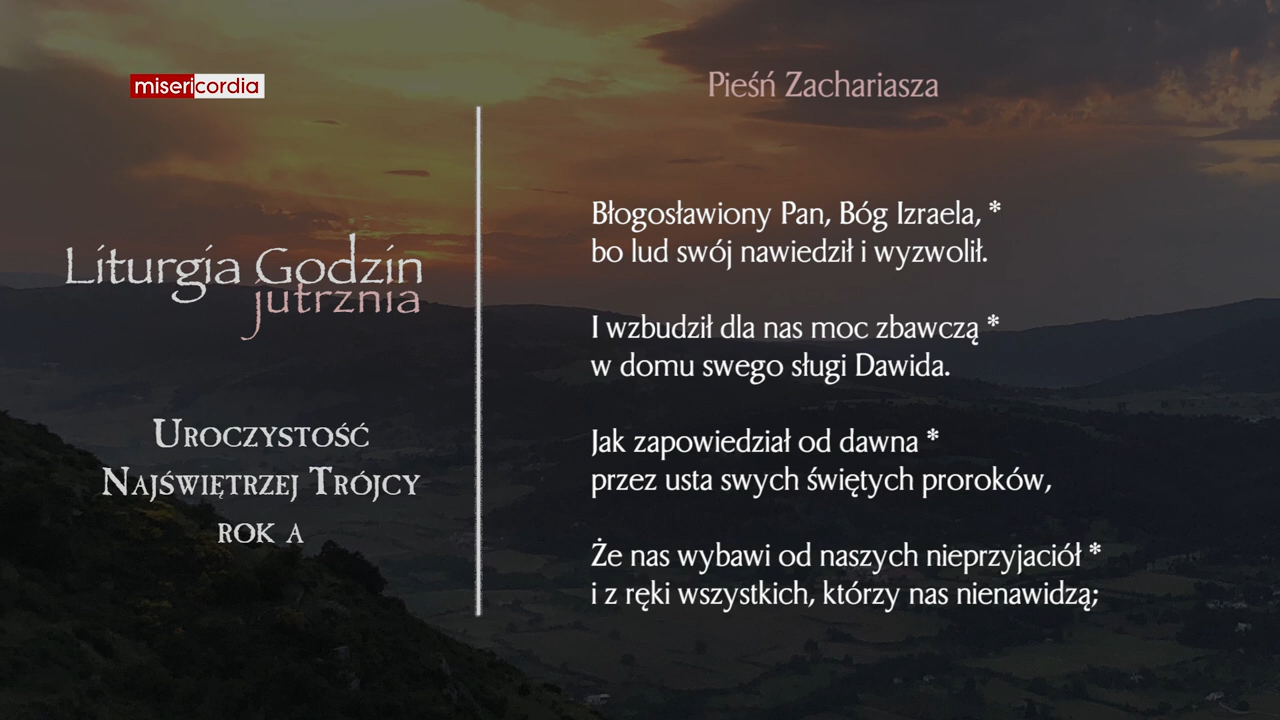 misericordia
Liturgia Godzin
jutrznia
Uroczystość
Najświętrzej Trójcy
rok A
Pieśń Zachariasza
Błogosławiony Pan, Bóg Izraela, *
bo lud swój nawiedził i wyzwolił.
I wzbudził dla nas moc zbawczą *
w domu swego sługi Dawida.
Jak zapowiedział od dawna *
przez usta swych świętych proroków,
Że nas wybawi od naszych nieprzyjaciół *
i z ręki wszystkich, którzy nas nienawidzą;